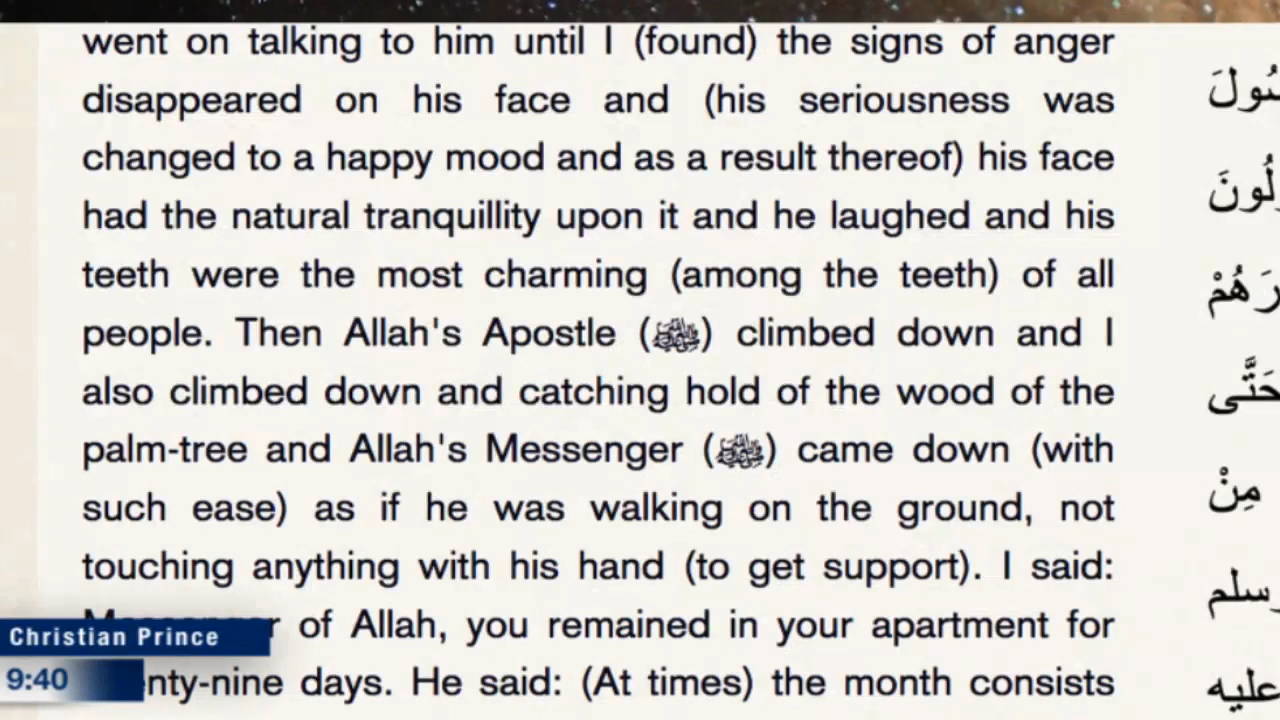 went on talking to him until I (found) the signs of anger
disappeared on his face and (his seriousness was
changed to a happy mood and as a result thereof) his face
had the natural tranquillity upon it and he laughed and his
teeth were the most charming (among the teeth) of all
people. Then Allah's Apostle (ﷺ) climbed down and I
also climbed down and catching hold of the wood of the
palm-tree and Allah's Messenger (ﷺ) came down (with
such ease) as if he was walking on the ground, not
touching anything with his hand (to get support). I said:
of Allah, you remained in your apartment for
nty-nine days. He said: (At times) the month consists
Christian Prince
9:40
حَتَّى
مِنْ
عليه